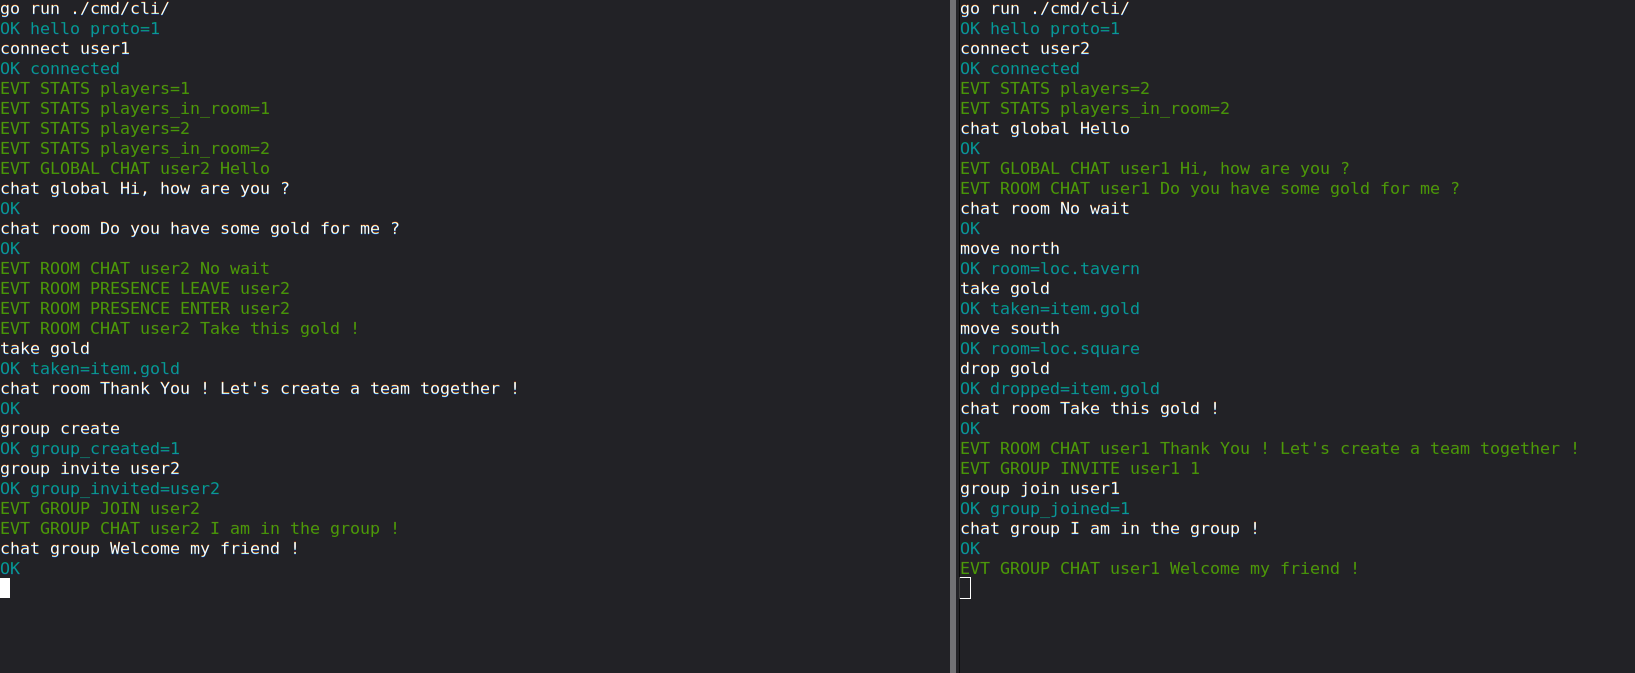 go run ./cmd/cli/
OK hello proto=1
connect user1
OK connected
EVT STATS players=1
EVT STATS players_in_room=1
EVT STATS players=2
EVT STATS players_in_room=2
EVT GLOBAL CHAT user2 Hello
chat global Hi, how are you ?
OK
chat room Do you have some gold for me ?
OK
EVT ROOM CHAT user2 No wait
EVT ROOM PRESENCE LEAVE user2
EVT ROOM PRESENCE ENTER user2
EVT ROOM CHAT user2 Take this gold !
take gold
OK taken=item.gold
chat room Thank You ! Let's create a team together !
OK
group create
OK group_created=1
group invite user2
OK group_invited=user2
EVT GROUP JOIN user2
EVT GROUP CHAT user2 I am in the group !
chat group Welcome my friend !
OK
go run ./cmd/cli/
OK hello proto=1
connect user2
OK connected
EVT STATS players=2
EVT STATS players_in_room=2
chat global Hello
OK
EVT GLOBAL CHAT user1 Hi, how are you ?
EVT ROOM CHAT user1 Do you have some gold for me ?
chat room No wait
OK
move north
OK room=loc.tavern
take gold
OK taken=item.gold
move south
OK room=loc.square
drop gold
OK dropped=item.gold
chat room Take this gold !
OK
EVT ROOM CHAT user1 Thank You ! Let's create a team together !
EVT GROUP INVITE user1 1
group join user1
OK group_joined=1
chat group I am in the group !
OK
EVT GROUP CHAT user1 Welcome my friend !